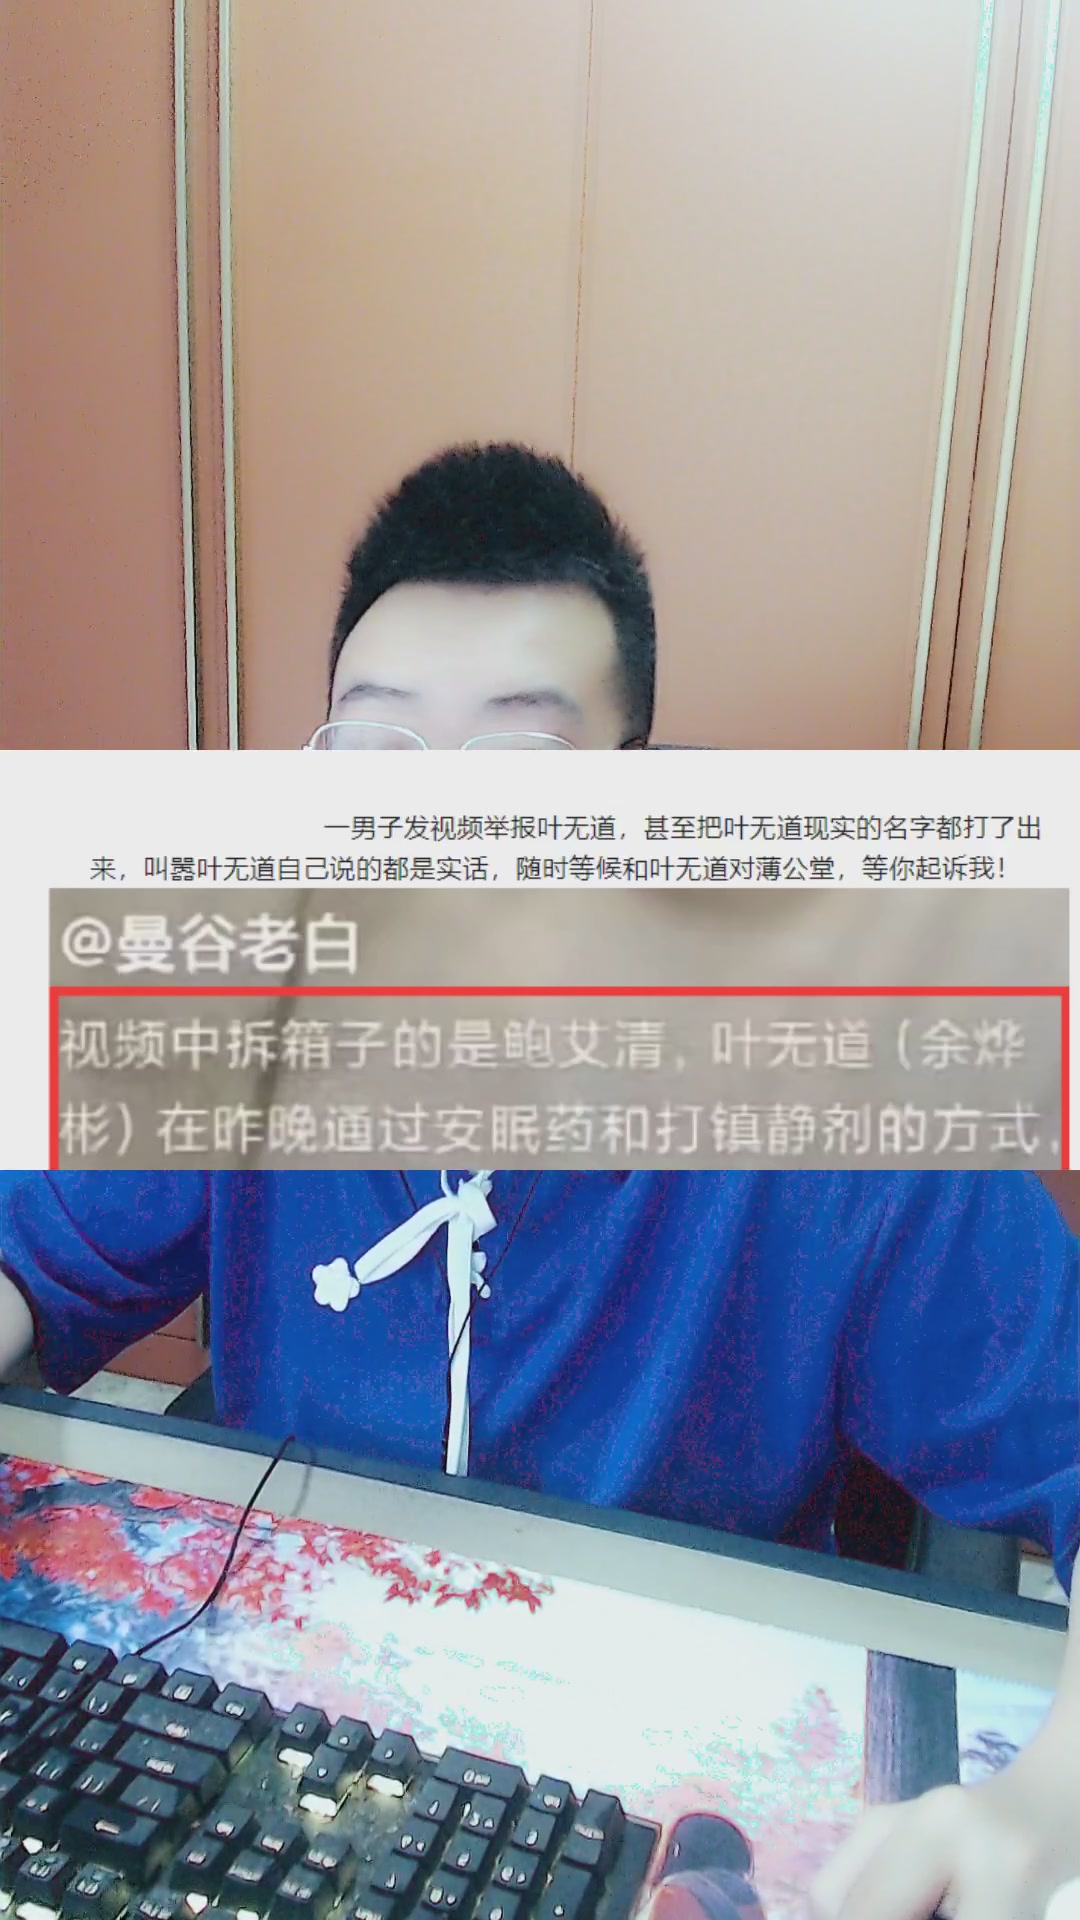 一男子发视频举报叶无道，甚至把叶无道现实的名字都打了出
来，叫嚣叶无道自己说的都是实话，随时等候和叶无道对薄公堂，等你起诉我！
@曼谷老白
视频中拆箱子的是鲍艾清，叶无道（余烨
彬）在昨晚通过安眠药和打镇静剂的方式，